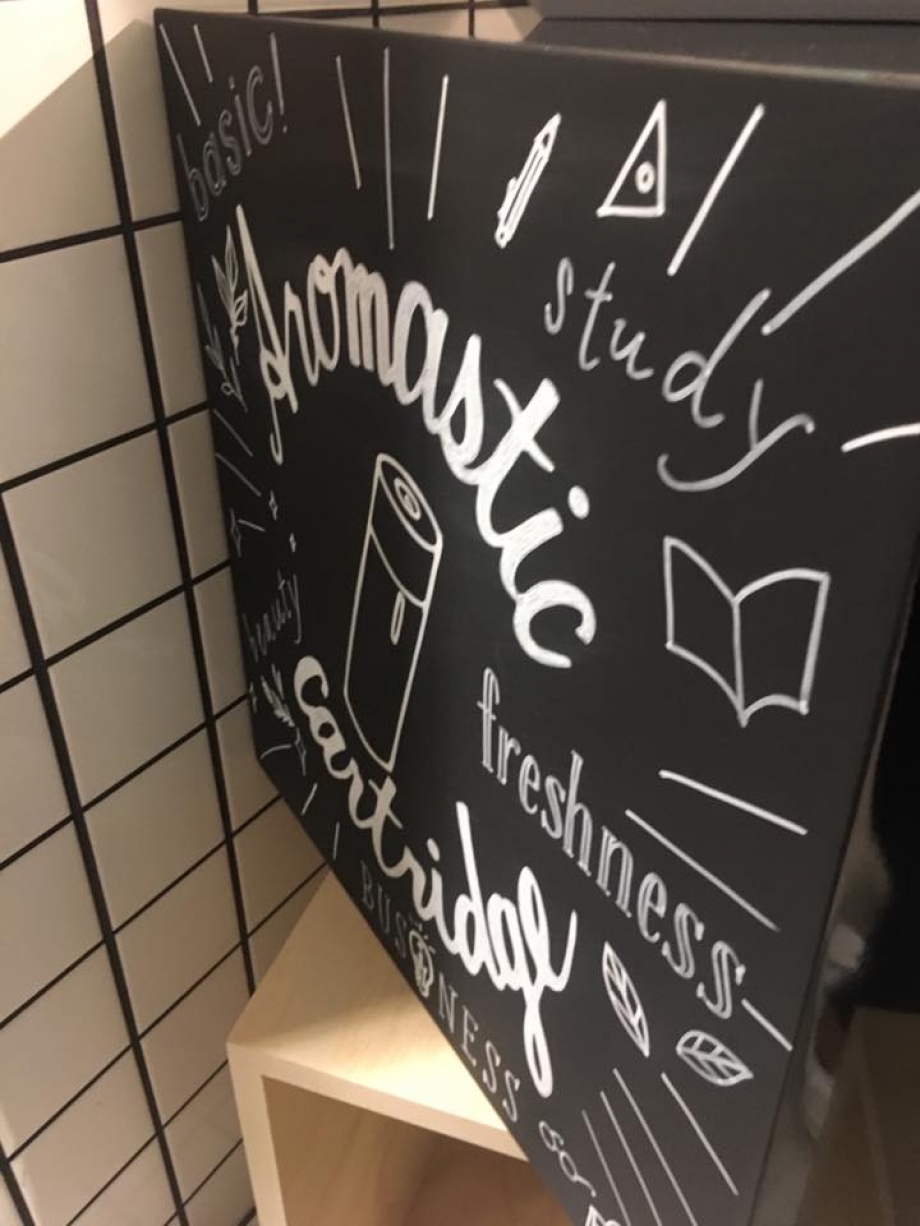 basic!
Aromastic
study
beauty
Cartridge
freshness
BUSINESS